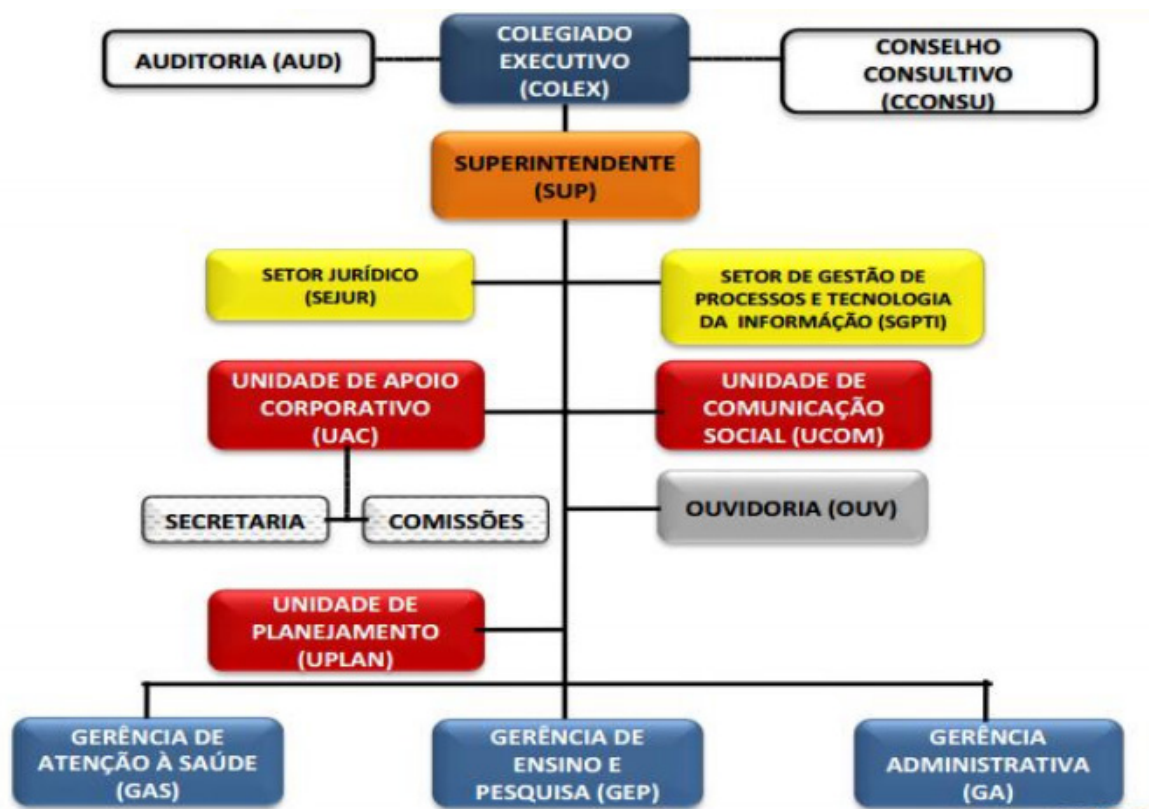 AUDITORIA (AUD)
COLEGIADO
EXECUTIVO
(COLEX)
CONSELHO
CONSULTIVO
(CCONSU)
SUPERINTENDENTE
(SUP)
SETOR JURÍDICO
(SEJUR)
SETOR DE GESTÃO DE
PROCESSOS E TECNOLOGIA
DA INFORMÁÇÃO (SGPTI)
UNIDADE DE APOIO
CORPORATIVO
(UAC)
UNIDADE DE
COMUNICAÇÃO
SOCIAL (UCOM)
SECRETARIA
COMISSÕES
OUVIDORIA (OUV)
UNIDADE DE
PLANEJAMENTO
(UPLAN)
GERÊNCIA DE
ATENÇÃO À SAÚDE
(GAS)
GERÊNCIA DE
ENSINO E
PESQUISA (GEP)
GERÊNCIA
ADMINISTRATIVA
(GA)